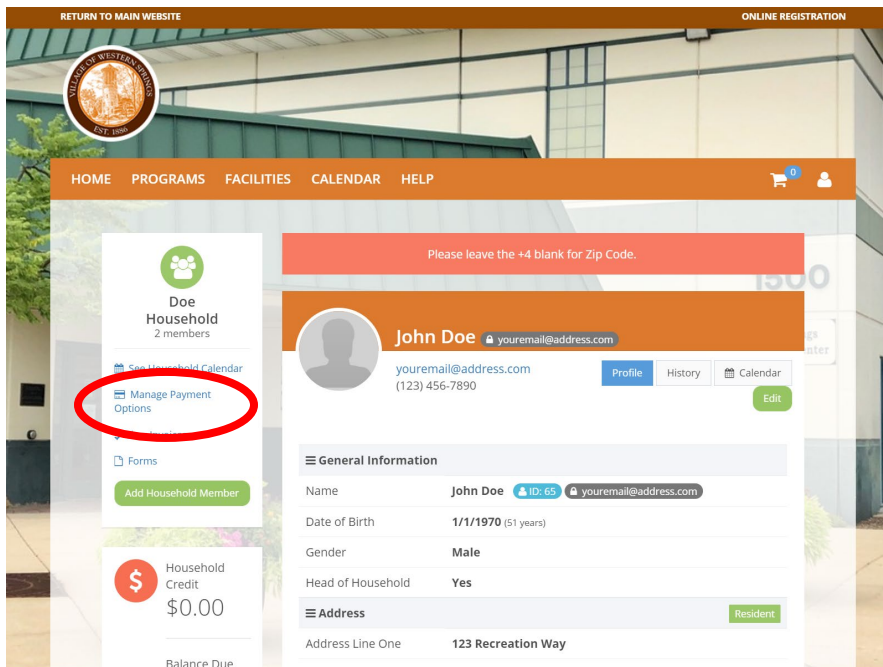 RETURN TO MAIN WEBSITE
ONLINE REGISTRATION
VILLAGE OF WESTERN SPRINGS
EST. 1886
HOME PROGRAMS FACILITIES CALENDAR HELP
0
Please leave the +4 blank for Zip Code.
1500
Doe
Household
2 members
See Household Calendar
Manage Payment
Options
Forms
Add Household Member
Household
Credit
$0.00
Balance Due
John Doe youremail@address.com
youremail@address.com
(123) 456-7890
Profile History Calendar
Edit
General Information
Name John Doe ID: 65 youremail@address.com
Date of Birth 1/1/1970 (51 years)
Gender Male
Head of Household Yes
Address Resident
Address Line One 123 Recreation Way